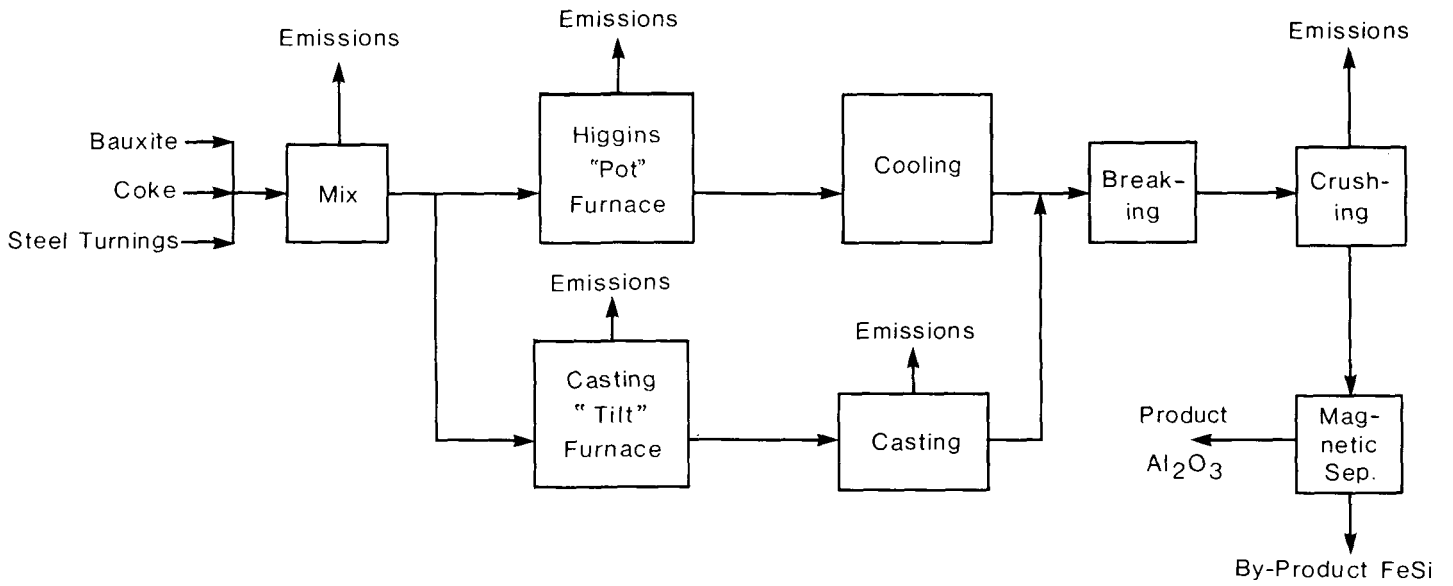 Emissions
Emissions
Emissions
Bauxite
Coke
Steel Turnings
Mix
Higgins
"Pot"
Furnace
Cooling
Break-
ing
Crush-
ing
Emissions
Casting
"Tilt"
Furnace
Emissions
Casting
Product
Al₂O₃
Mag-
netic
Sep.
By-Product FeSi